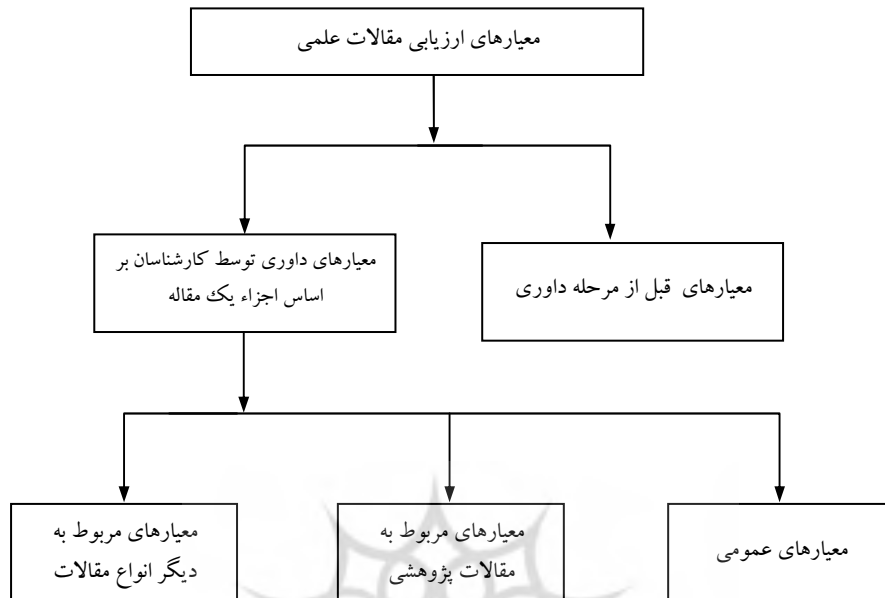 معیارهای ارزیابی مقالات علمی
معیارهای قبل از مرحله داوری
معیارهای داوری توسط کارشناسان بر
اساس اجزاء یک مقاله
معیارهای عمومی
معیارهای مربوط به
مقالات پژوهشی
معیارهای مربوط به
دیگر انواع مقالات